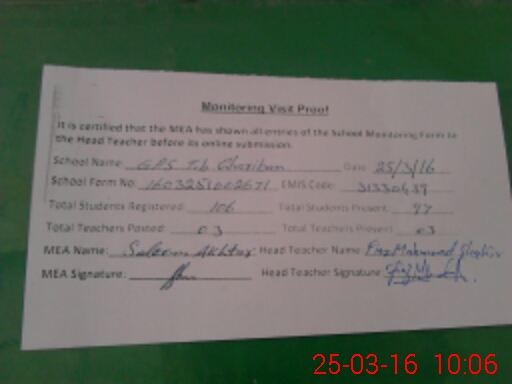 Monitoring Visit Proof
It is certified that the MEA has shown all entries of the School Monitoring Form to
the Head Teacher before its online submission.
School Name: GPS Date: 25/3/16
School Form No: EMIS Code:
Total Students Registered: 106 Total Students Present: 97
Total Teachers Posted: 03 Total Teachers Present: 03
MEA Name: Saleem Akhtar Head Teacher Name:
MEA Signature: Head Teacher Signature:
25-03-16 10:06